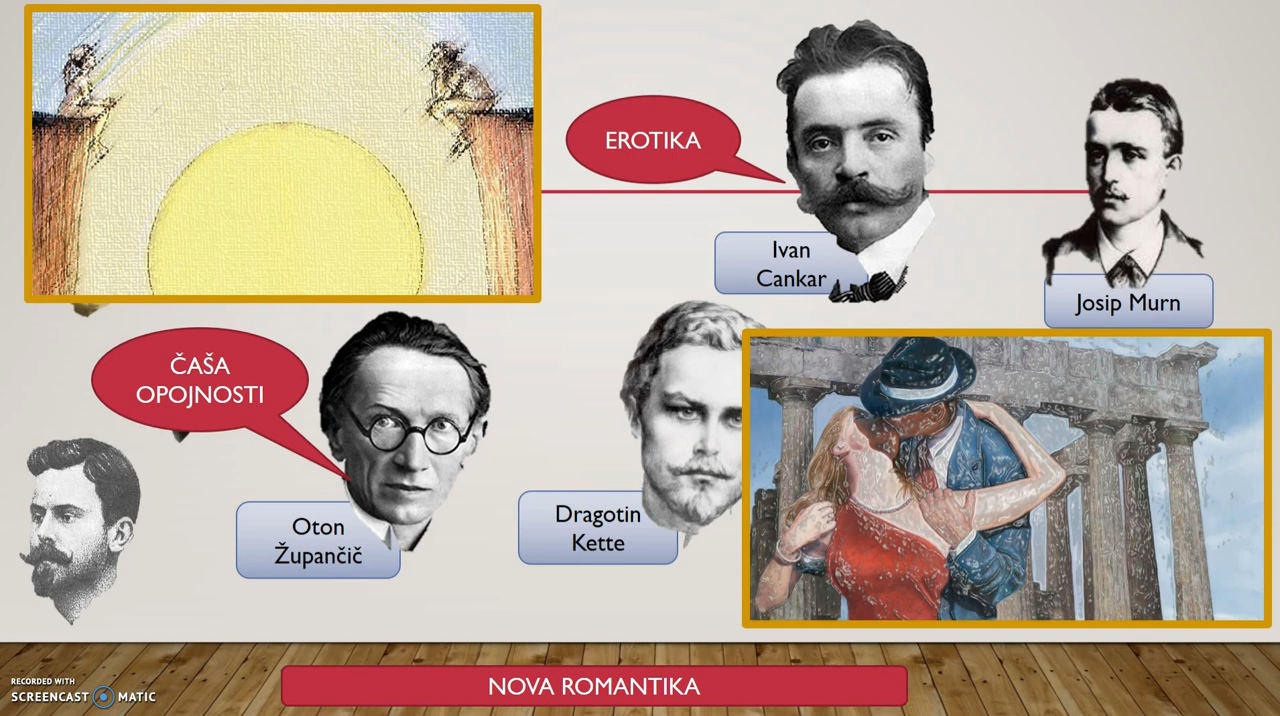 EROTIKA
Ivan
Cankar
Josip Murn
ČAŠA
OPOJNOSTI
Oton
Župančič
Dragotin
Kette
NOVA ROMANTIKA
RECORDED WITH
SCREENCAST MATIC